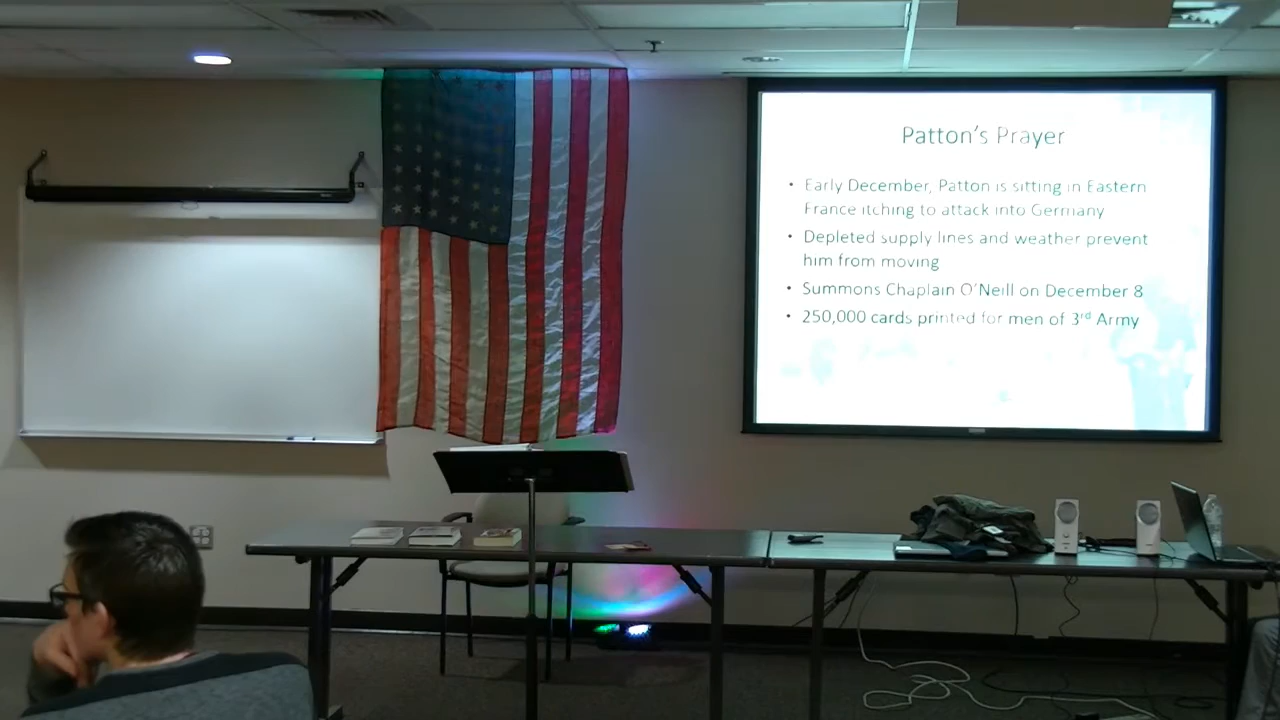 Patton's Prayer
• Early December, Patton is sitting in Eastern
France itching to attack into Germany
• Depleted supply lines and weather prevent
him from moving
• Summons Chaplain O'Neill on December 8
• 250,000 cards printed for men of 3rd Army